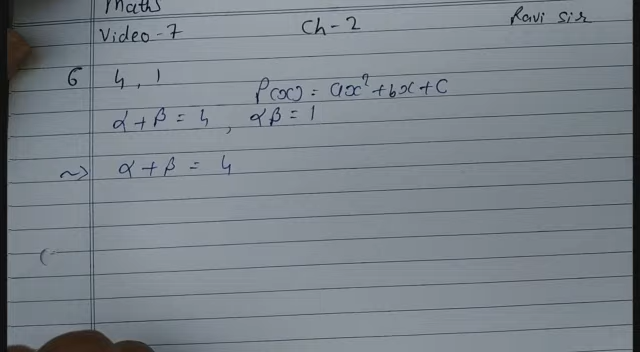 Maths
Video - 7 Ch - 2 Ravi sir
6 4, 1
P(x) = ax² + bx + C
α + β = 4, αβ = 1
~> α + β = 4
(